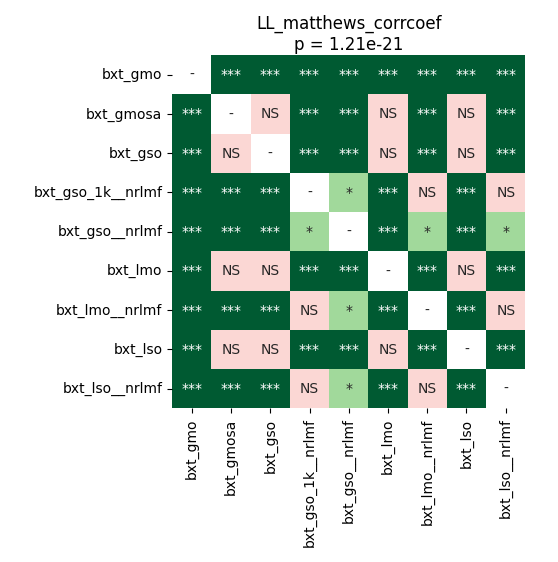 LL_matthews_corrcoef
p = 1.21e-21
bxt_gmo - *** *** *** *** *** *** *** ***
bxt_gmosa *** - NS *** *** NS *** NS ***
bxt_gso *** NS - *** *** NS *** NS ***
bxt_gso_1k__nrlmf *** *** *** - * *** NS *** NS
bxt_gso__nrlmf *** *** *** * - *** * *** *
bxt_lmo *** NS NS *** *** - *** NS ***
bxt_lmo__nrlmf *** *** *** NS * *** - *** NS
bxt_lso *** NS NS *** *** NS *** - ***
bxt_lso__nrlmf *** *** *** NS * *** NS *** -
bxt_gmo
bxt_gmosa
bxt_gso
bxt_gso_1k__nrlmf
bxt_gso__nrlmf
bxt_lmo
bxt_lmo__nrlmf
bxt_lso
bxt_lso__nrlmf